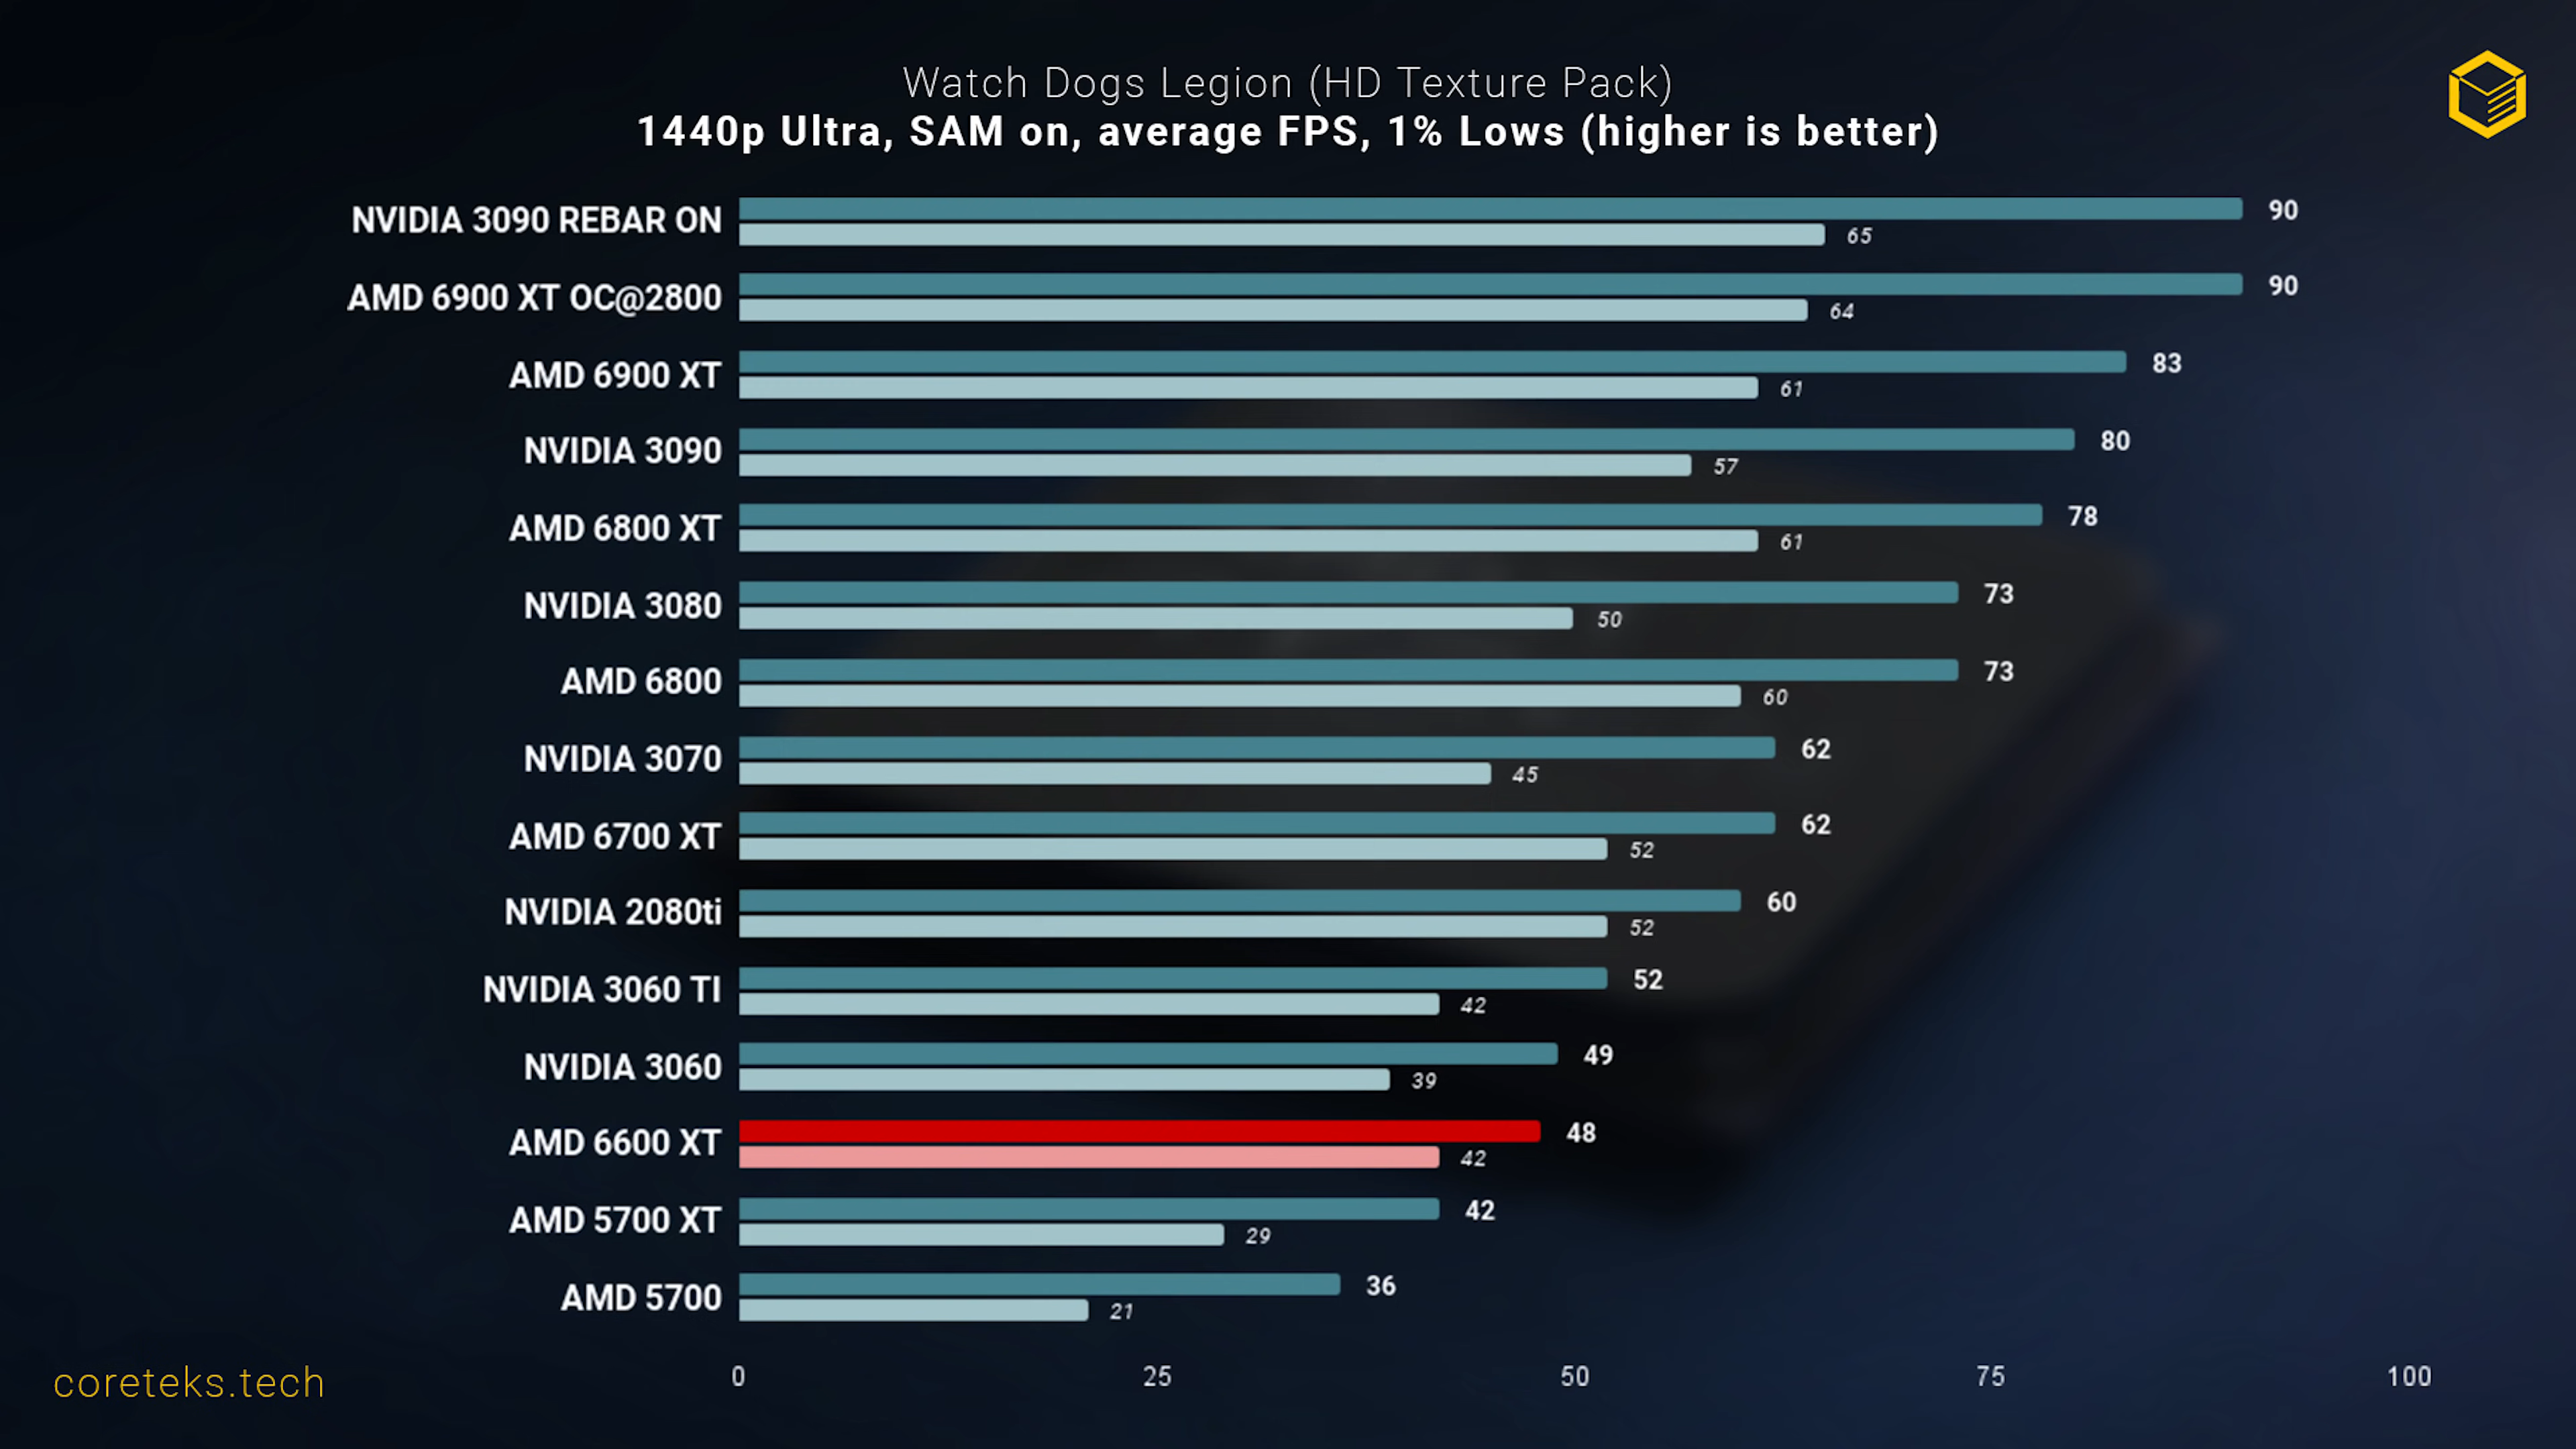 Watch Dogs Legion (HD Texture Pack)
1440p Ultra, SAM on, average FPS, 1% Lows (higher is better)
NVIDIA 3090 REBAR ON 90
65
AMD 6900 XT OC@2800 90
64
AMD 6900 XT 83
61
NVIDIA 3090 80
57
AMD 6800 XT 78
61
NVIDIA 3080 73
50
AMD 6800 73
60
NVIDIA 3070 62
45
AMD 6700 XT 62
52
NVIDIA 2080ti 60
52
NVIDIA 3060 TI 52
42
NVIDIA 3060 49
39
AMD 6600 XT 48
42
AMD 5700 XT 42
29
AMD 5700 36
21
0 25 50 75 100
coreteks.tech